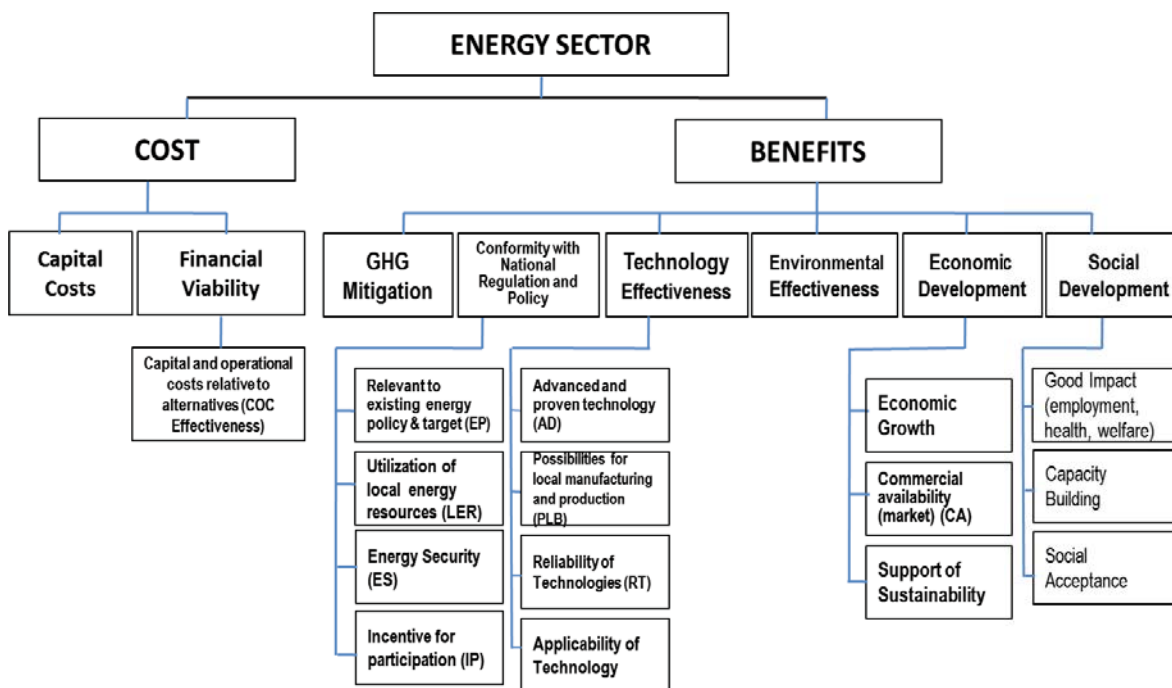 ENERGY SECTOR
COST
BENEFITS
Capital
Costs
Financial
Viability
GHG
Mitigation
Conformity with
National
Regulation and
Policy
Technology
Effectiveness
Environmental
Effectiveness
Economic
Development
Social
Development
Capital and operational
costs relative to
alternatives (COC
Effectiveness)
Relevant to
existing energy
policy & target (EP)
Utilization of
local energy
resources (LER)
Energy Security
(ES)
Incentive for
participation (IP)
Advanced and
proven technology
(AD)
Possibilities for
local manufacturing
and production
(PLB)
Reliability of
Technologies (RT)
Applicability of
Technology
Economic
Growth
Commercial
availability
(market) (CA)
Support of
Sustainability
Good Impact
(employment,
health, welfare)
Capacity
Building
Social
Acceptance